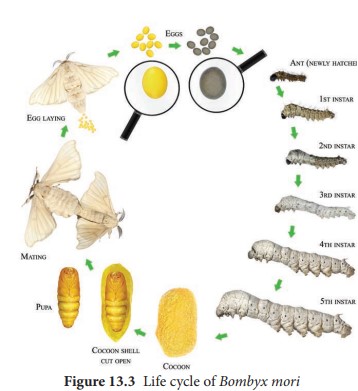 EGGS
ANT (NEWLY HATCHE
1ST INSTAR
EGG LAYING
2ND INSTAR
3RD INSTAR
4TH INSTAR
MATING
5TH INSTAR
PUPA
COCOON SHELL
CUT OPEN
COCOON
Figure 13.3 Life cycle of Bombyx mori